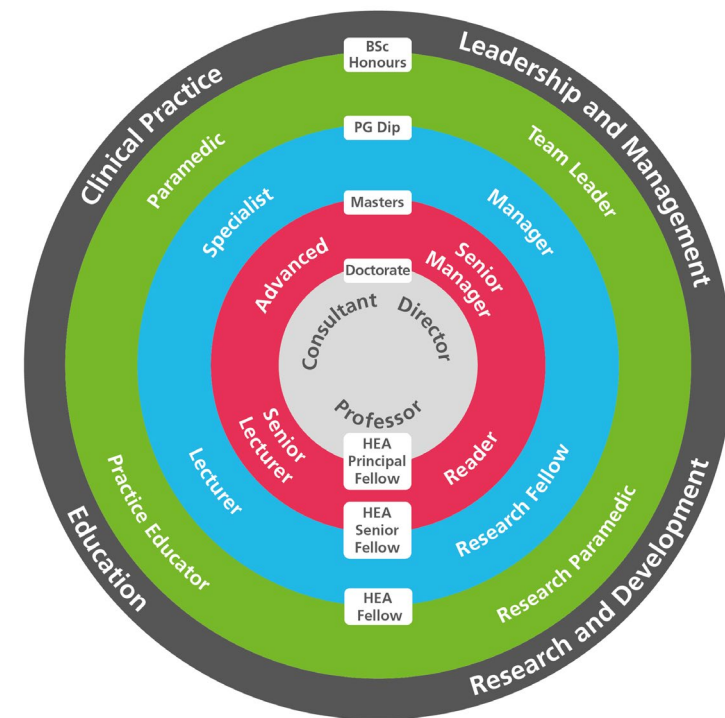 BSc
Honours
Clinical Practice
Leadership and Management
Paramedic
Team Leader
PG Dip
Specialist
Manager
Masters
Advanced
Senior
Manager
Doctorate
Consultant
Director
Professor
Senior
Lecturer
Reader
HEA
Principal
Fellow
Lecturer
Research Fellow
HEA
Senior
Fellow
Practice Educator
Research Paramedic
HEA
Fellow
Education
Research and Development